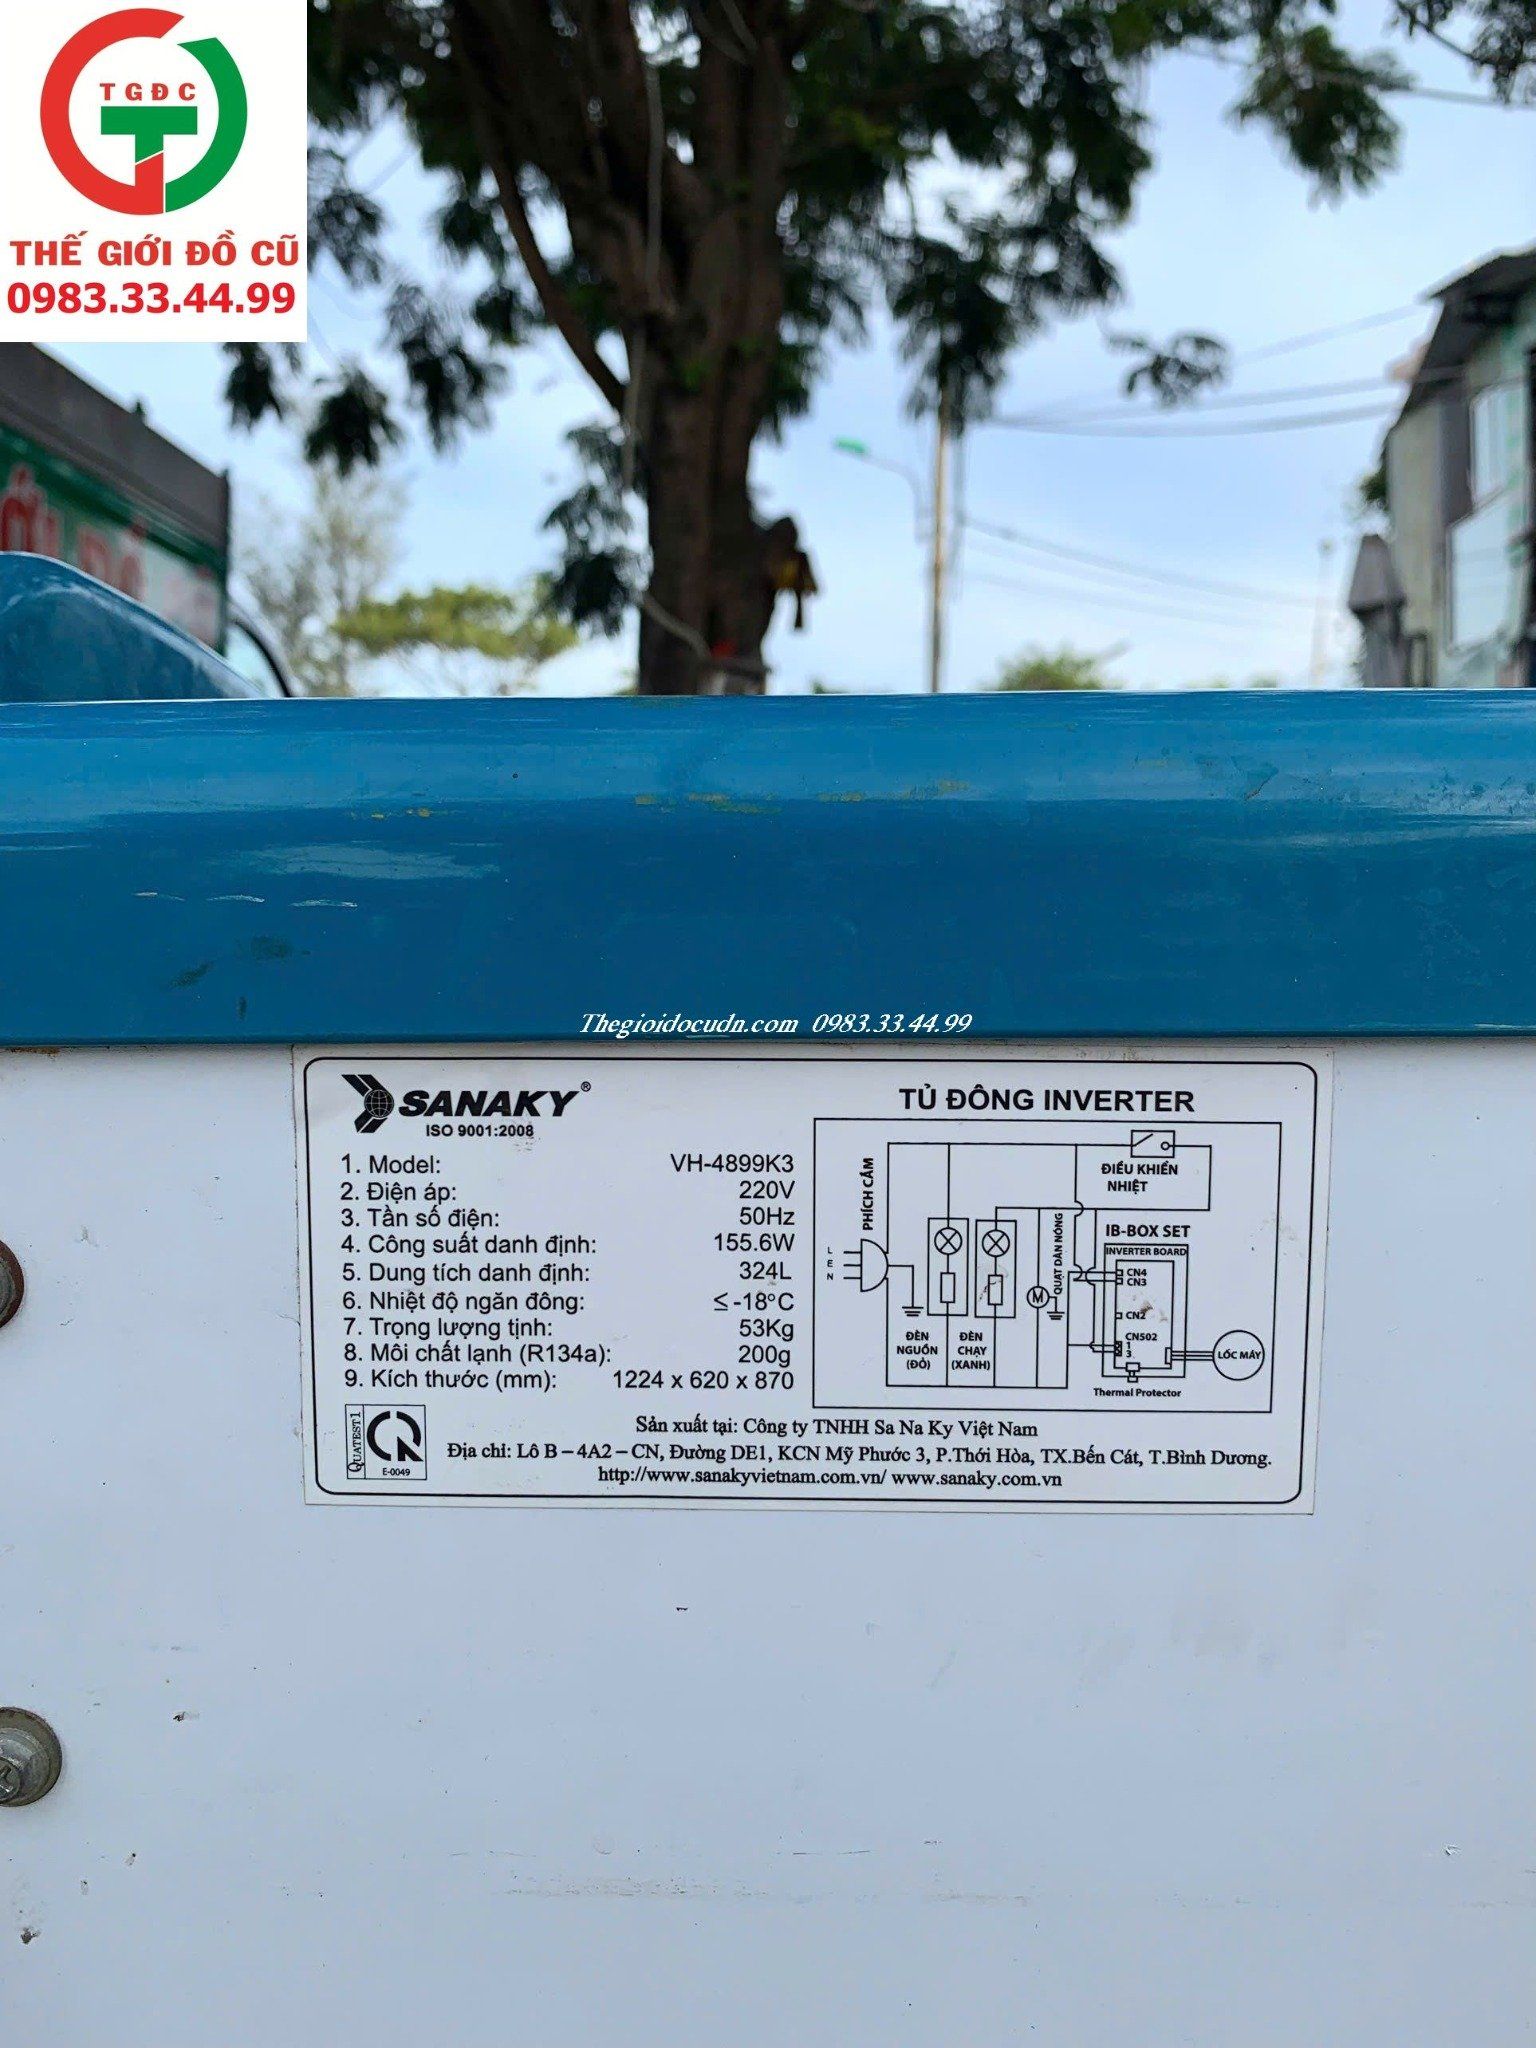 TGĐC
THẾ GIỚI ĐỒ CŨ
0983.33.44.99
Thegioidocudn.com 0983.33.44.99
SANAKY®
ISO 9001:2008
1. Model: VH-4899K3
2. Điện áp: 220V
3. Tần số điện: 50Hz
4. Công suất danh định: 155.6W
5. Dung tích danh định: 324L
6. Nhiệt độ ngăn đông: ≤ -18°C
7. Trọng lượng tịnh: 53Kg
8. Môi chất lạnh (R134a): 200g
9. Kích thước (mm): 1224 x 620 x 870
TỦ ĐÔNG INVERTER
PHÍCH CẮM
L
E
N
ĐIỀU KHIỂN
NHIỆT
ĐÈN
NGUỒN
(ĐỎ)
ĐÈN
CHẠY
(XANH)
M
QUẠT DÀN NÓNG
IB-BOX SET
INVERTER BOARD
CN4
CN3
CN2
CN502
1
3
LỐC MÁY
Thermal Protector
QUATEST1
E-0049
Sản xuất tại: Công ty TNHH Sa Na Ky Việt Nam
Địa chỉ: Lô B – 4A2 – CN, Đường DE1, KCN Mỹ Phước 3, P.Thới Hòa, TX.Bến Cát, T.Bình Dương.
http://www.sanakyvietnam.com.vn/ www.sanaky.com.vn